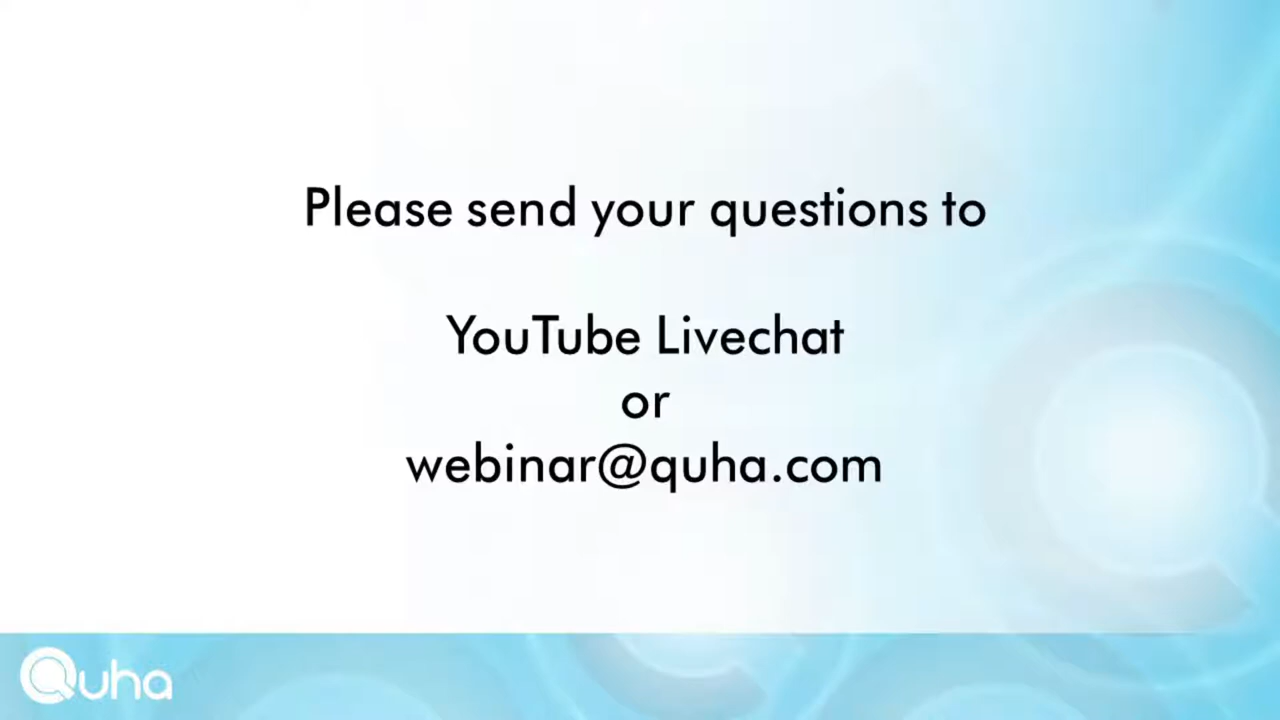 Please send your questions to
YouTube Livechat
or
webinar@quha.com
Quha